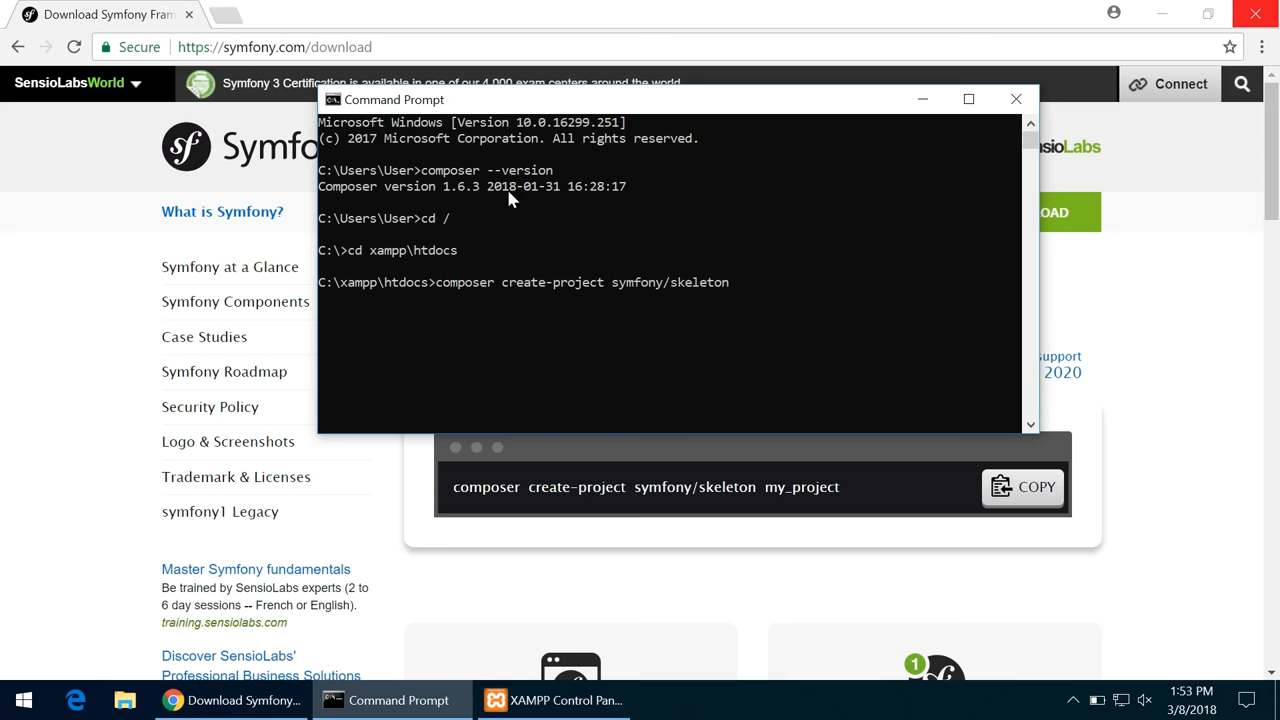 Download Symfony Fram
Secure
https://symfony.com/download
SensioLabsWorld
Symfony 3 Certification is available in one of our 4,000 exam centers around the world
Connect
Command Prompt
Microsoft Windows [Version 10.0.16299.251]
(c) 2017 Microsoft Corporation. All rights reserved.
C:\Users\User>composer --version
Composer version 1.6.3 2018-01-31 16:28:17
C:\Users\User>cd /
C:\>cd xampp\htdocs
C:\xampp\htdocs>composer create-project symfony/skeleton
sf
Symfo
sioLabs
What is Symfony?
OAD
Symfony at a Glance
Symfony Components
Case Studies
Symfony Roadmap
Security Policy
Logo & Screenshots
Trademark & Licenses
symfony1 Legacy
support
2020
composer create-project symfony/skeleton my_project
COPY
Master Symfony fundamentals
Be trained by SensioLabs experts (2 to
6 day sessions -- French or English).
training.sensiolabs.com
Discover SensioLabs'
Professional Business Solutions
1
Download Symfony...
Command Prompt
XAMPP Control Pan...
1:53 PM
3/8/2018